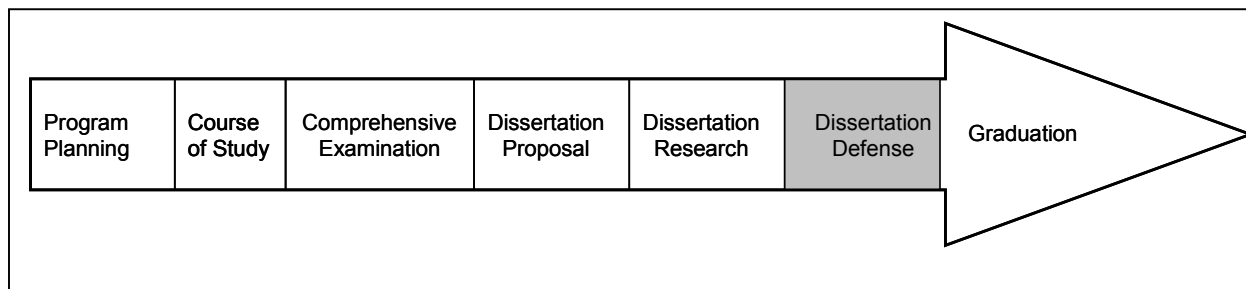 Program
Planning
Course
of Study
Comprehensive
Examination
Dissertation
Proposal
Dissertation
Research
Dissertation
Defense
Graduation